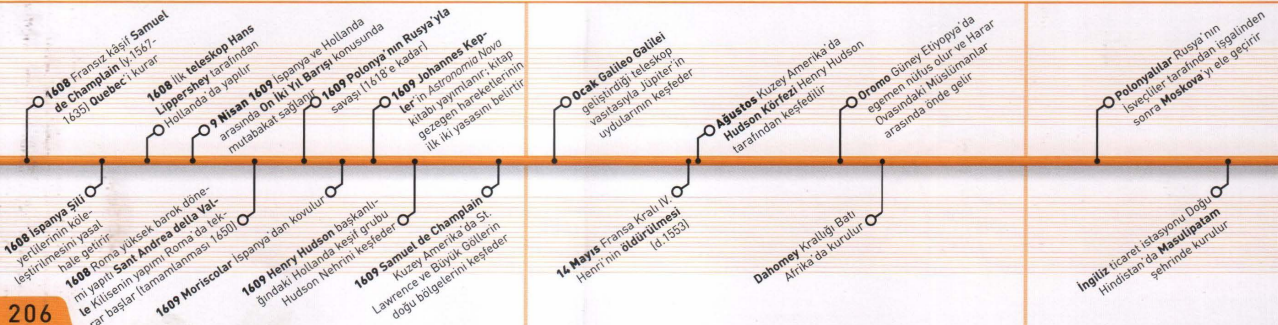 1608 Fransız kâşif Samuel
de Champlain (y.1567-
1635) Quebec'i kurar
1608 İlk teleskop Hans
Lippershey tarafından
Hollanda'da yapılır
9 Nisan 1609 İspanya ve Hollanda
arasında On İki Yıl Barışı konusunda
mutabakat sağlanır
1609 Polonya'nın Rusya'yla
savaşı (1618'e kadar)
1609 Johannes Kep-
ler'in Astronomia Nova
kitabı yayımlanır; kitap
gezegen hareketlerinin
ilk iki yasasını belirtir
Ocak Galileo Galilei
geliştirdiği teleskop
vasıtasıyla Jüpiter'in
uydularının keşfeder
Ağustos Kuzey Amerika'da
Hudson Körfezi Henry Hudson
tarafından keşfedilir
Oromo Güney Etiyopya'da
egemen nüfus olur ve Harar
Ovasındaki Müslümanlar
arasında önde gelir
Polonyalılar Rusya'nın
İsveçliler tarafından işgalinden
sonra Moskova'yı ele geçirir
1608 İspanya Şili
yerlilerinin köle-
leştirilmesini yasal
hale getirir
1608 Roma yüksek barok döne-
mi yapıtı Sant Andrea della Val-
le Kilisenin yapımı Roma'da tek-
rar başlar (tamamlanması 1650)
1609 Moriscolar İspanya'dan kovulur
1609 Henry Hudson başkanlı-
ğındaki Hollanda keşif grubu
Hudson Nehrini keşfeder
1609 Samuel de Champlain
Kuzey Amerika'da St.
Lawrence ve Büyük Göllerin
doğu bölgelerini keşfeder
14 Mayıs Fransa Kralı IV.
Henri'nin öldürülmesi
(d.1553)
Dahomey Krallığı Batı
Afrika'da kurulur
İngiliz ticaret istasyonu Doğu
Hindistan'da Masulipatam
şehrinde kurulur
206